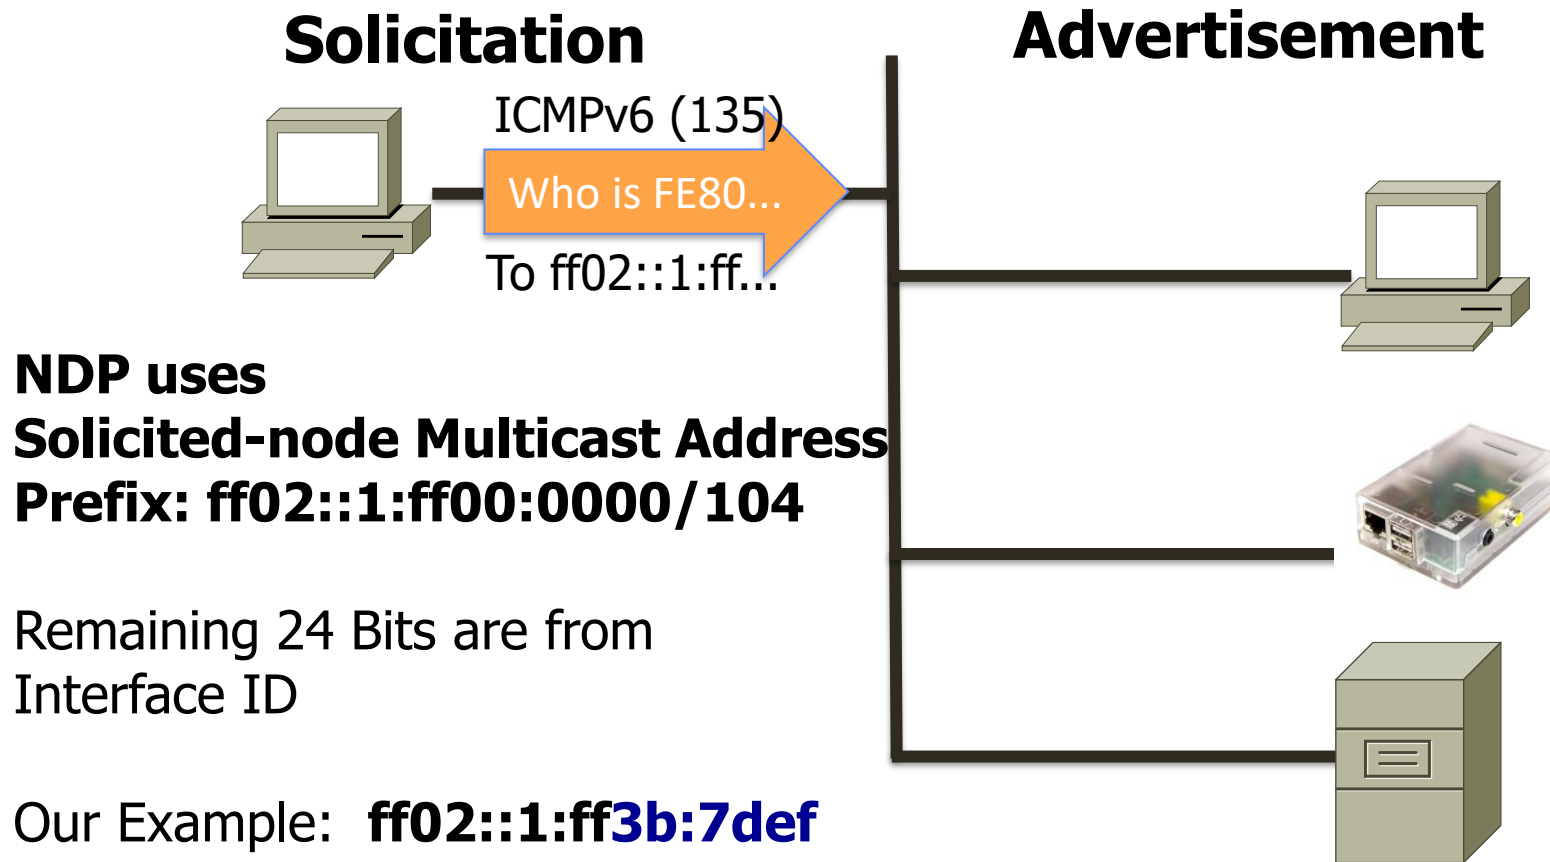 Solicitation
Advertisement
ICMPv6 (135)
Who is FE80...
To ff02::1:ff...
NDP uses
Solicited-node Multicast Address
Prefix: ff02::1:ff00:0000/104
Remaining 24 Bits are from
Interface ID
Our Example: ff02::1:ff3b:7def